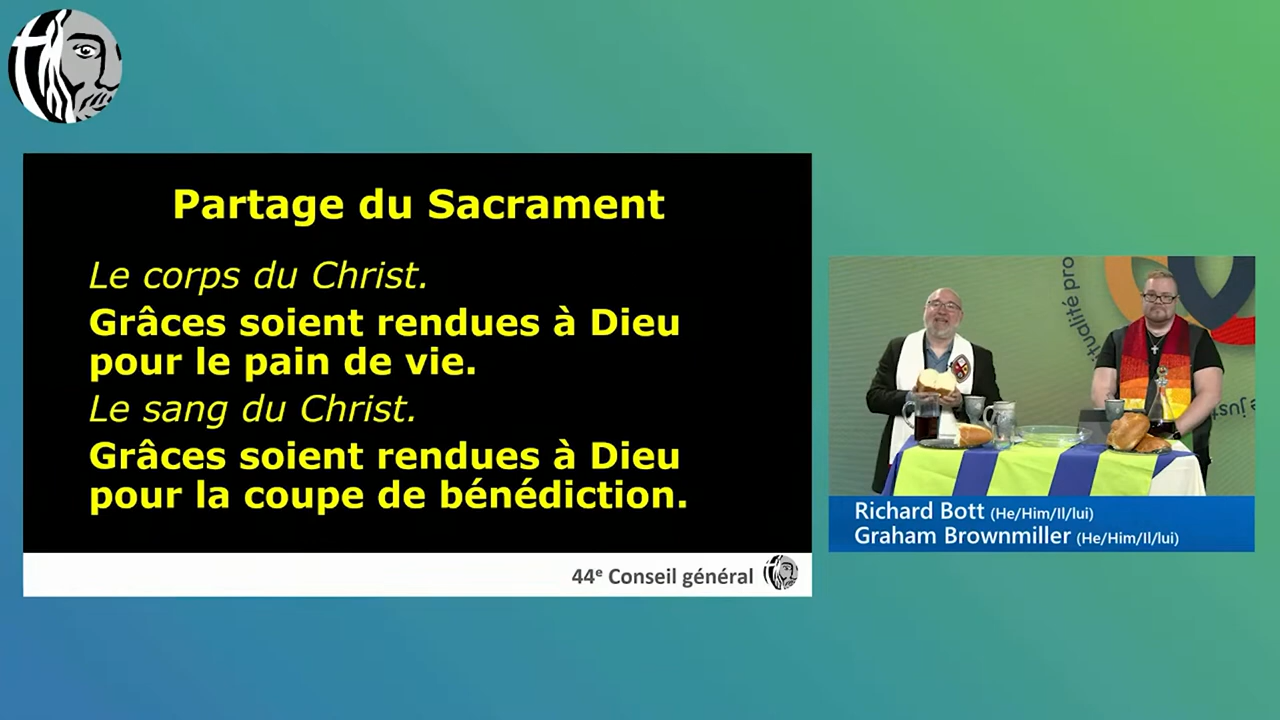 Partage du Sacrament
Le corps du Christ.
Grâces soient rendues à Dieu
pour le pain de vie.
Le sang du Christ.
Grâces soient rendues à Dieu
pour la coupe de bénédiction.
44e Conseil général
Richard Bott (He/Him/Il/lui)
Graham Brownmiller (He/Him/Il/lui)